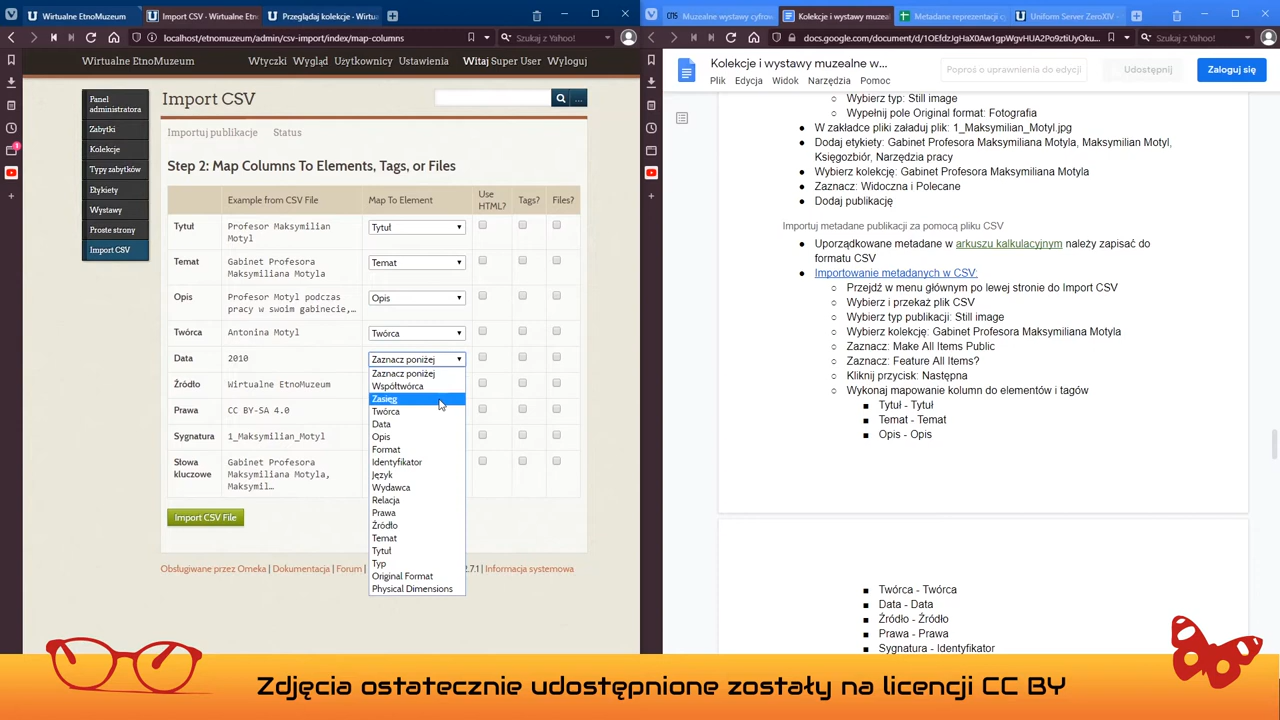 Wirtualne EtnoMuzeum
Import CSV · Wirtualne Etn
Przeglądaj kolekcje · Wirtua
localhost/etnomuzeum/admin/csv-import/index/map-columns
Szukaj z Yahoo
Wirtualne EtnoMuzeum
Wtyczki Wygląd Użytkownicy Ustawienia Witaj Super User Wyloguj
Panel administratora
Zabytki
Kolekcje
Typy zabytków
Etykiety
Wystawy
Proste strony
Import CSV
Import CSV
...
Importuj publikacje Status
Step 2: Map Columns To Elements, Tags, or Files
Example from CSV File Map To Element Use HTML? Tags? Files?
Tytuł Profesor Maksymilian Motyl Tytuł
Temat Gabinet Profesora Maksymiliana Motyla Temat
Opis Profesor Motyl podczas pracy w swoim gabinecie,… Opis
Twórca Antonina Motyl Twórca
Data 2010 Zaznacz poniżej
Źródło Wirtualne EtnoMuzeum
Prawa CC BY-SA 4.0
Sygnatura 1_Maksymilian_Motyl
Słowa kluczowe Gabinet Profesora Maksymiliana Motyla, Maksymil…
Zaznacz poniżej
Współtwórca
Zasięg
Twórca
Data
Opis
Format
Identyfikator
Język
Wydawca
Relacja
Prawa
Źródło
Temat
Tytuł
Typ
Original Format
Physical Dimensions
Import CSV File
Obsługiwane przez Omeka | Dokumentacja | Forum | 2.7.1 | Informacja systemowa
Muzealne wystawy cyfrow
Kolekcje i wystawy muzeal
Metadane reprezentacji cy
Uniform Server ZeroXIV -
docs.google.com/document/d/1OEfdzJgHaX0Aw1gpWgvHUA2Po9ztiUyOku...
Szukaj z Yahoo
Kolekcje i wystawy muzealne w...
Plik Edycja Widok Narzędzia Pomoc
Poproś o uprawnienia do edycji
Udostępnij
Zaloguj się
Wybierz typ: Still image
Wypełnij pole Original format: Fotografia
W zakładce pliki załaduj plik: 1_Maksymilian_Motyl.jpg
Dodaj etykiety: Gabinet Profesora Maksymiliana Motyla, Maksymilian Motyl,
Księgozbiór, Narzędzia pracy
Wybierz kolekcję: Gabinet Profesora Maksymiliana Motyla
Zaznacz: Widoczna i Polecane
Dodaj publikację
Importuj metadane publikacji za pomocą pliku CSV
Uporządkowane metadane w arkuszu kalkulacyjnym należy zapisać do
formatu CSV
Importowanie metadanych w CSV:
Przejdź w menu głównym po lewej stronie do Import CSV
Wybierz i przekaż plik CSV
Wybierz typ publikacji: Still image
Wybierz kolekcję: Gabinet Profesora Maksymiliana Motyla
Zaznacz: Make All Items Public
Zaznacz: Feature All Items?
Kliknij przycisk: Następna
Wykonaj mapowanie kolumn do elementów i tagów
Tytuł - Tytuł
Temat - Temat
Opis - Opis
Twórca - Twórca
Data - Data
Źródło - Źródło
Prawa - Prawa
Sygnatura - Identyfikator
Zdjęcia ostatecznie udostępnione zostały na licencji CC BY